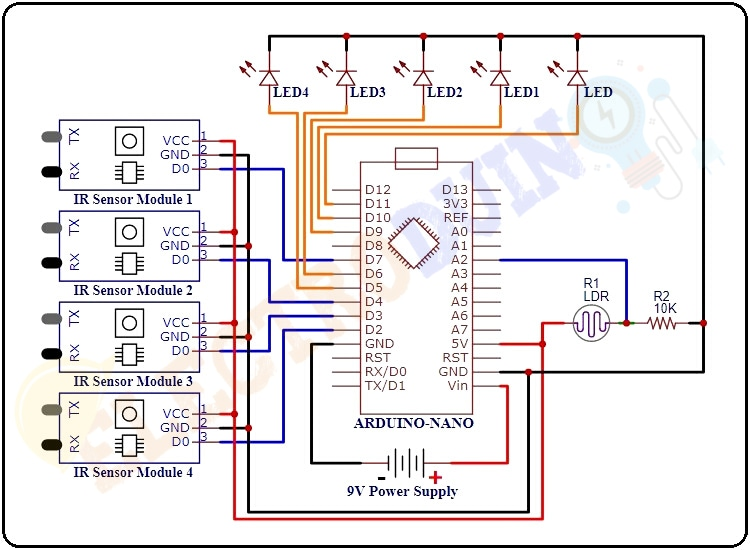 LED4 LED3 LED2 LED1 LED
TX
RX
VCC 1
GND 2
D0 3
IR Sensor Module 1
TX
RX
VCC 1
GND 2
D0 3
IR Sensor Module 2
TX
RX
VCC 1
GND 2
D0 3
IR Sensor Module 3
TX
RX
VCC 1
GND 2
D0 3
IR Sensor Module 4
D12 D13
D11 3V3
D10 REF
D9 A0
D8 A1
D7 A2
D6 A3
D5 A4
D4 A5
D3 A6
D2 A7
GND 5V
RST RST
RX/D0 GND
TX/D1 Vin
ARDUINO-NANO
R1
LDR
R2
10K
- +
9V Power Supply
ELECTRODUINO